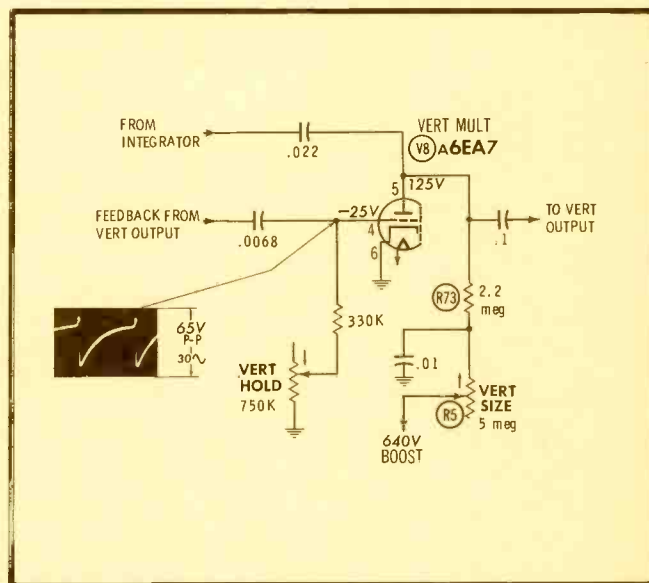 FROM
INTEGRATOR
.022
VERT MULT
V8 A6EA7
5
125V
FEEDBACK FROM
VERT OUTPUT
.0068
-25V
4
6
TO VERT
OUTPUT
.1
R73
2.2
meg
330K
65V
P-P
30~
.01
VERT
HOLD
750K
VERT
SIZE
R5
5 meg
640V
BOOST